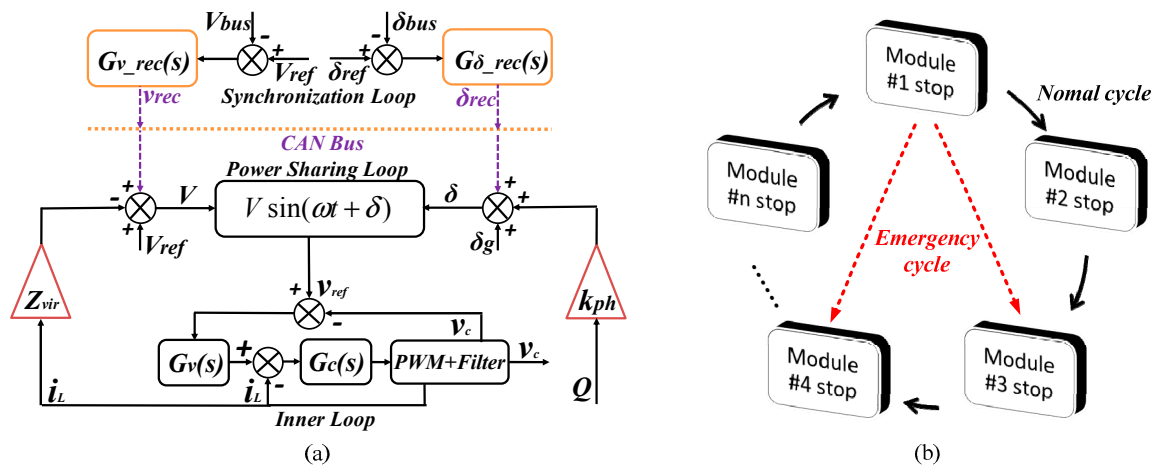 Vbus
δbus
-
-
Gv_rec(s)
+
Vref
+
δref
Gδ_rec(s)
Synchronization Loop
vrec
δrec
CAN Bus
Power Sharing Loop
+
-
+
Vref
V
V sin(ωt + δ)
δ
+
+
+
δg
Zvir
kph
+
vref
-
vc
Gv(s)
+
-
Gc(s)
PWM+Filter
vc
iL
iL
Q
Inner Loop
(a)
Module
#1 stop
Nomal cycle
Module
#n stop
Module
#2 stop
Emergency
cycle
Module
#4 stop
Module
#3 stop
(b)